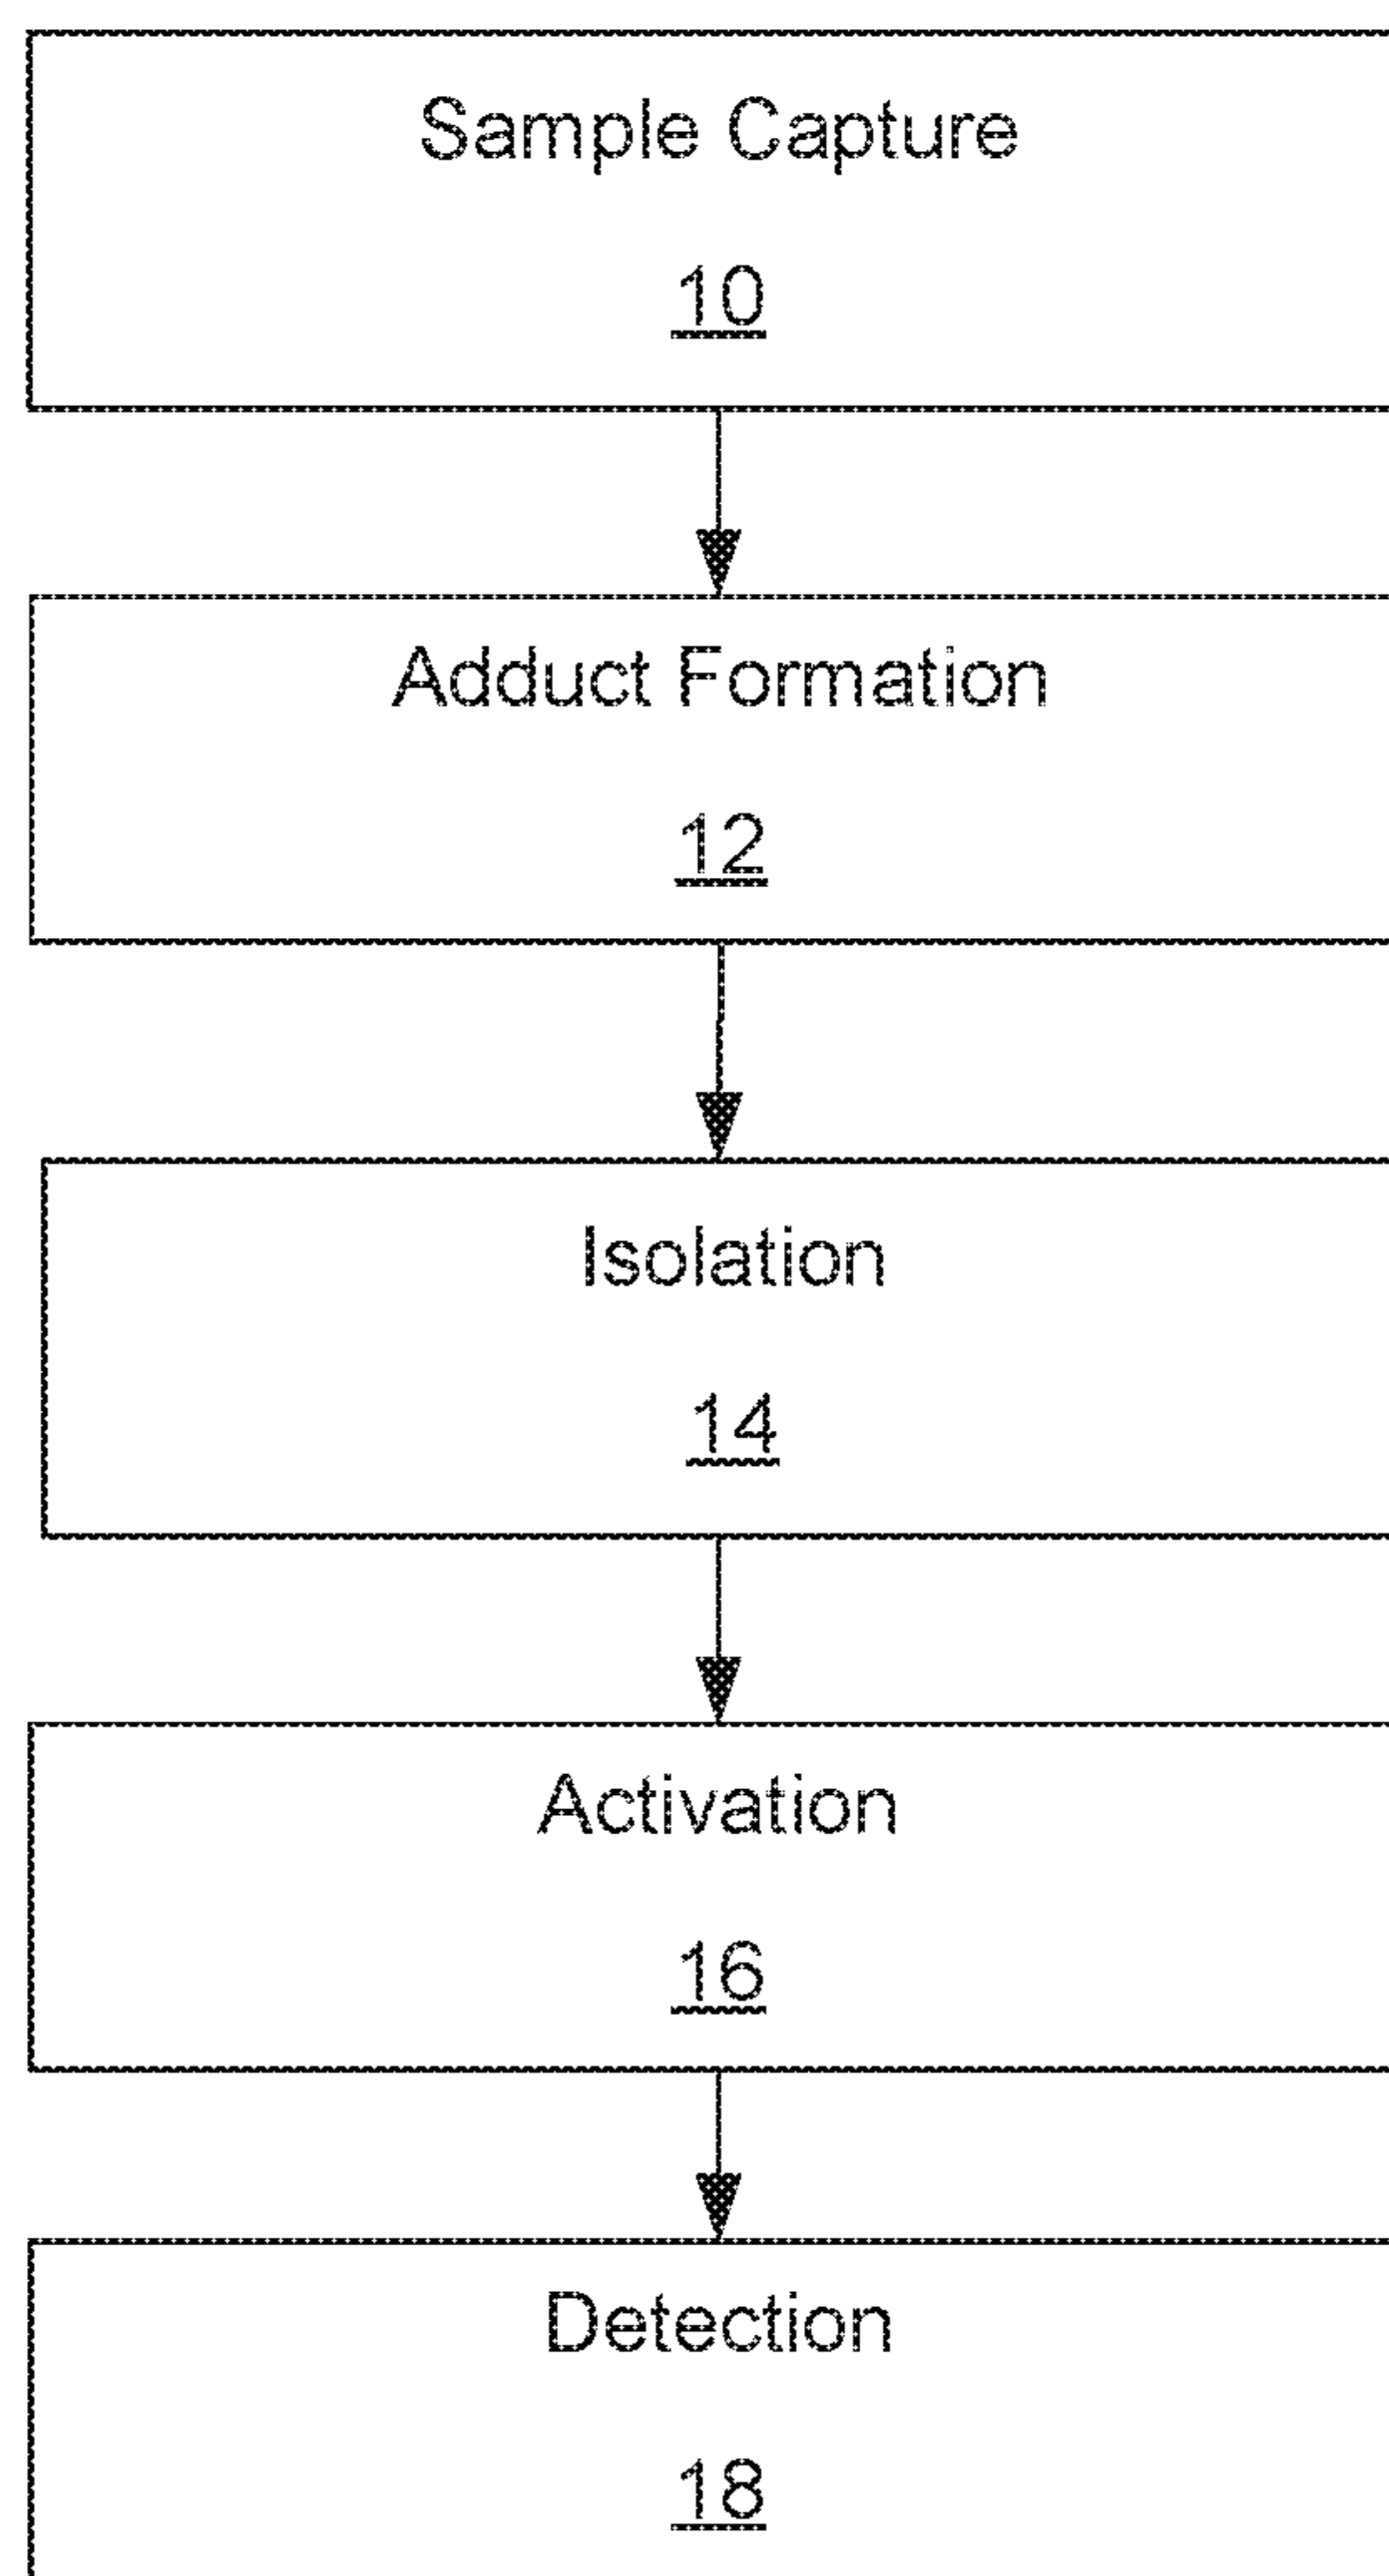 Sample Capture
10
Adduct Formation
12
Isolation
14
Activation
16
Detection
18